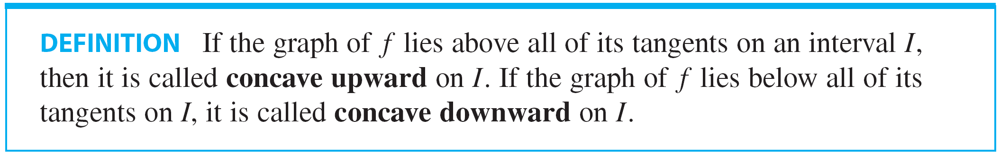 DEFINITION If the graph of f lies above all of its tangents on an interval I,
then it is called concave upward on I. If the graph of f lies below all of its
tangents on I, it is called concave downward on I.